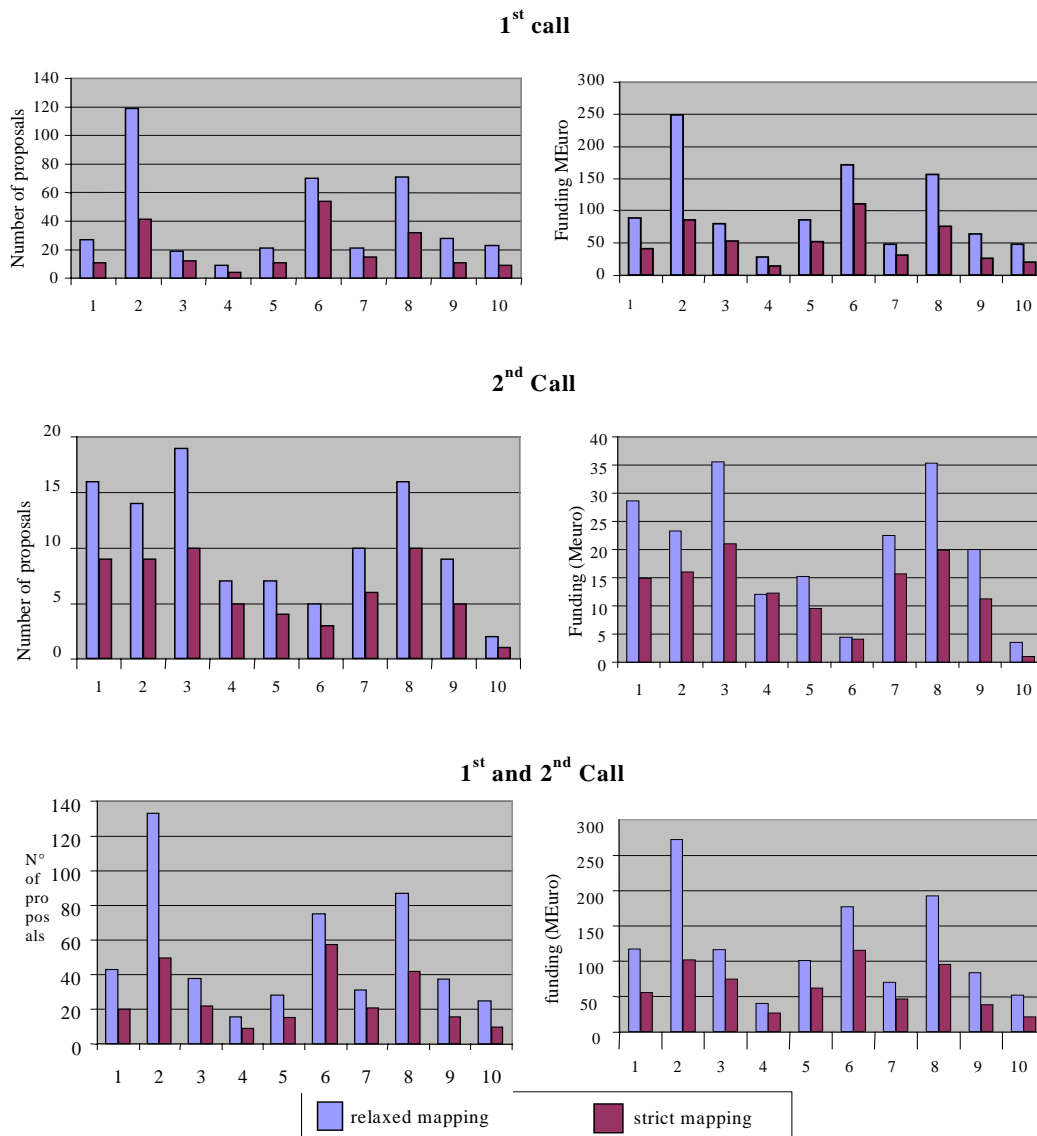 1st call
Number of proposals
140
120
100
80
60
40
20
0
1 2 3 4 5 6 7 8 9 10
Funding MEuro
300
250
200
150
100
50
0
1 2 3 4 5 6 7 8 9 10
2nd Call
Number of proposals
20
15
10
5
0
1 2 3 4 5 6 7 8 9 10
Funding (Meuro)
40
35
30
25
20
15
10
5
0
1 2 3 4 5 6 7 8 9 10
1st and 2nd Call
N°
of
pro
pos
als
140
120
100
80
60
40
20
0
1 2 3 4 5 6 7 8 9 10
funding (MEuro)
300
250
200
150
100
50
0
1 2 3 4 5 6 7 8 9 10
relaxed mapping
strict mapping